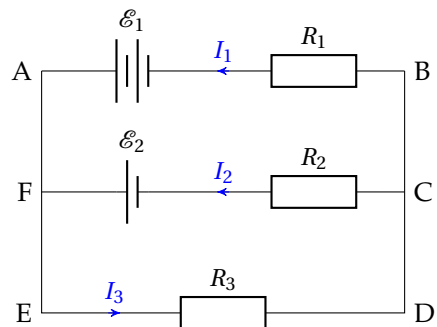 ℰ₁
A I₁ R₁ B
ℰ₂
F I₂ R₂ C
E I₃ R₃ D